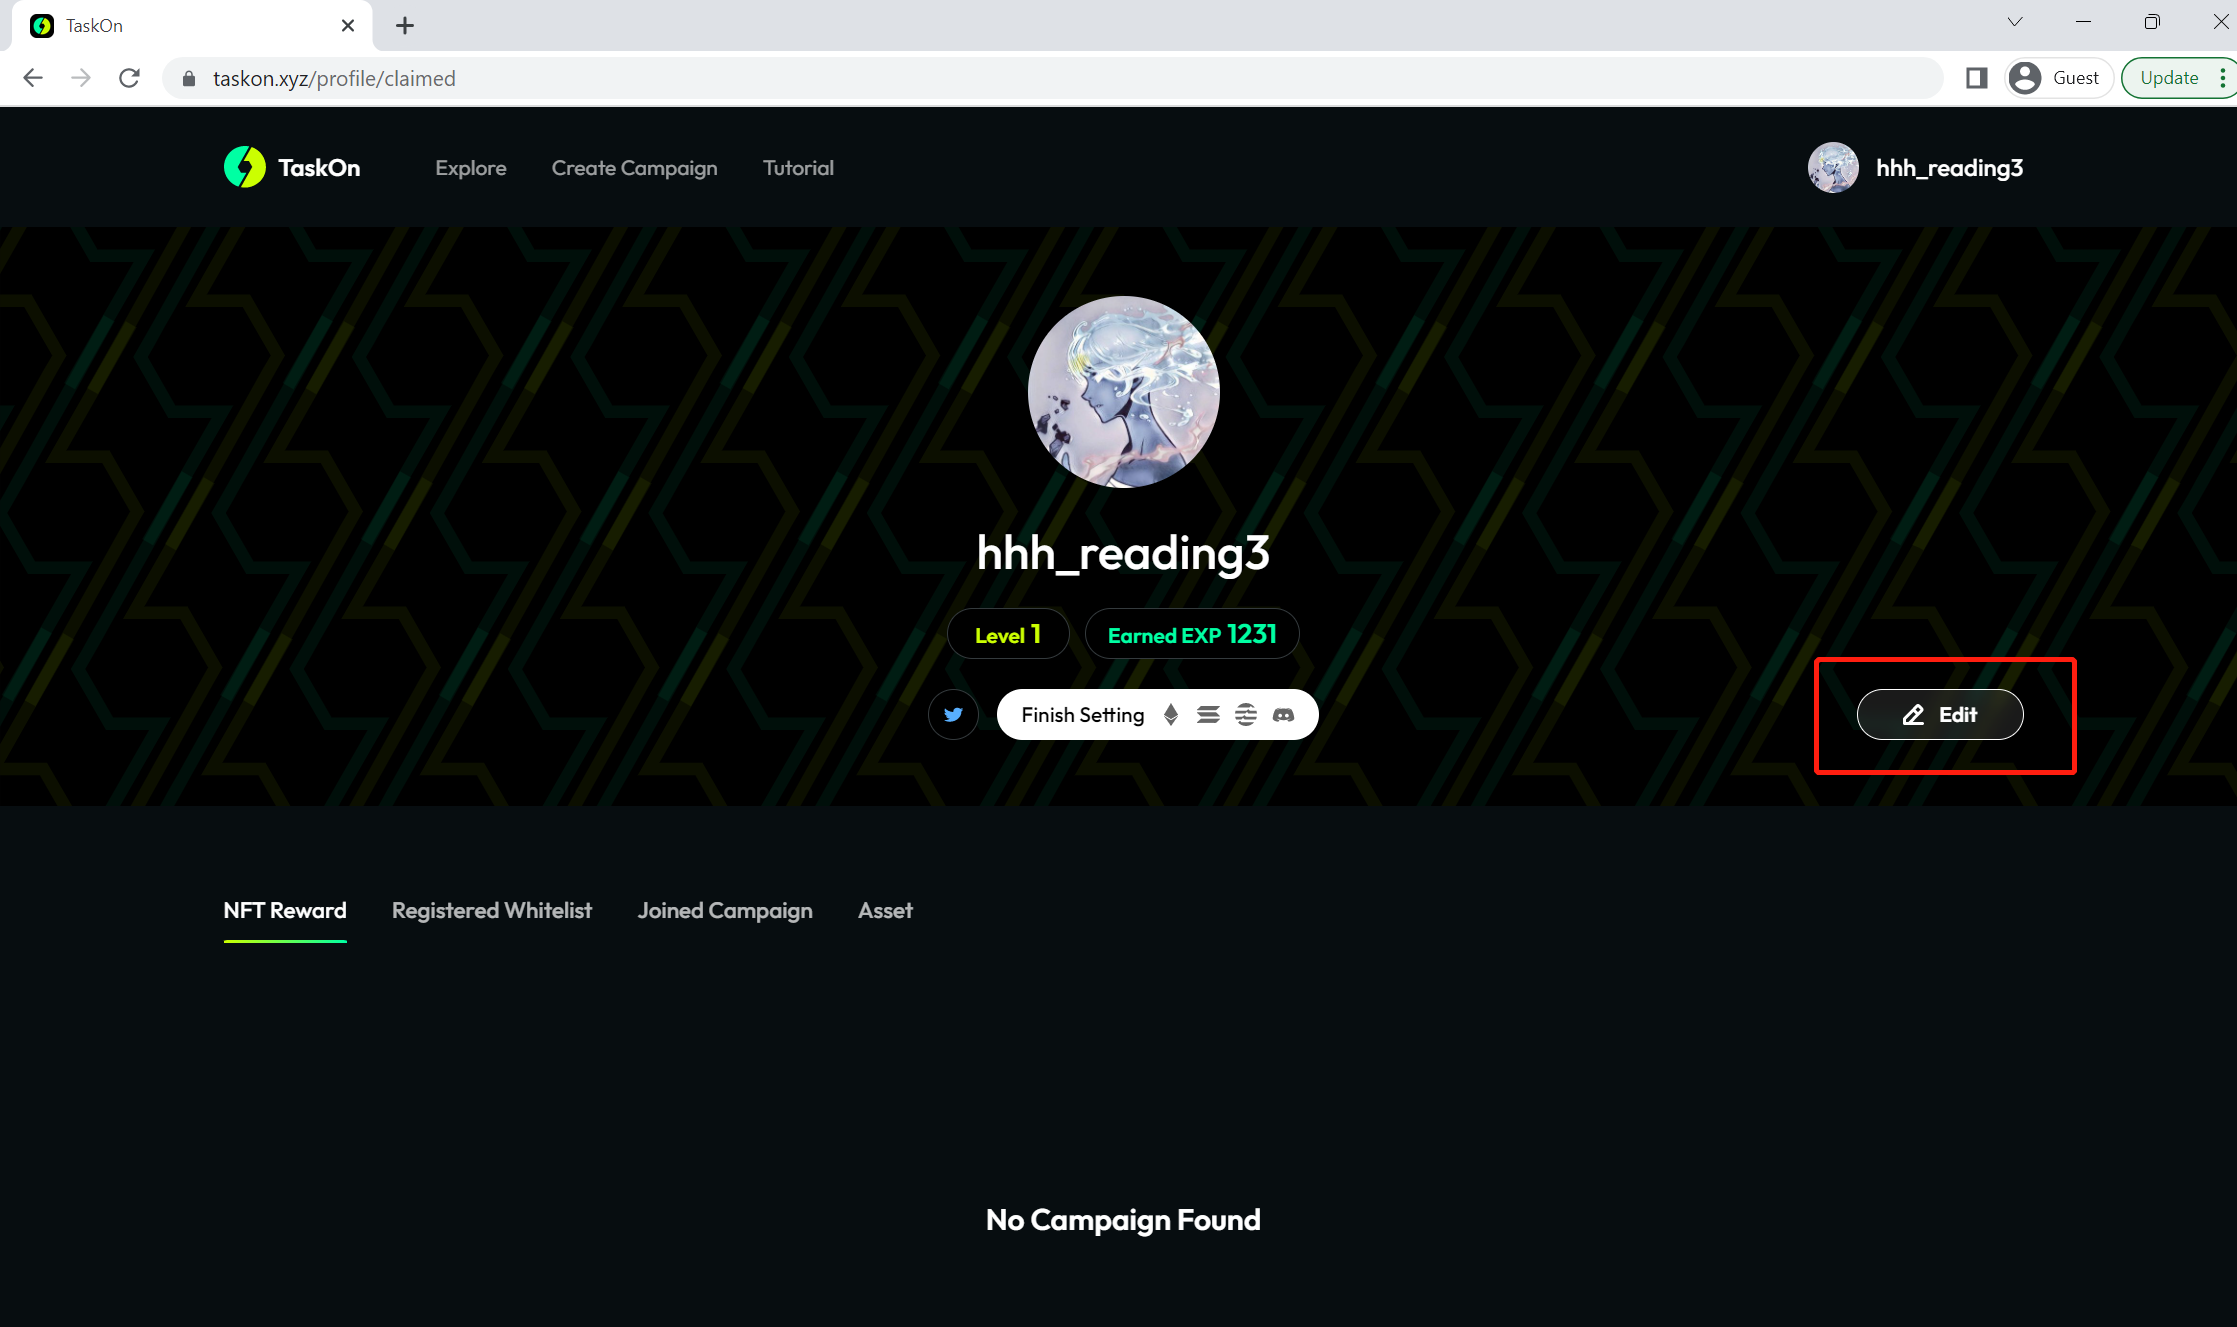 TaskOn
taskon.xyz/profile/claimed
Guest
Update
TaskOn
Explore
Create Campaign
Tutorial
hhh_reading3
hhh_reading3
Level 1
Earned EXP 1231
Finish Setting
Edit
NFT Reward
Registered Whitelist
Joined Campaign
Asset
No Campaign Found